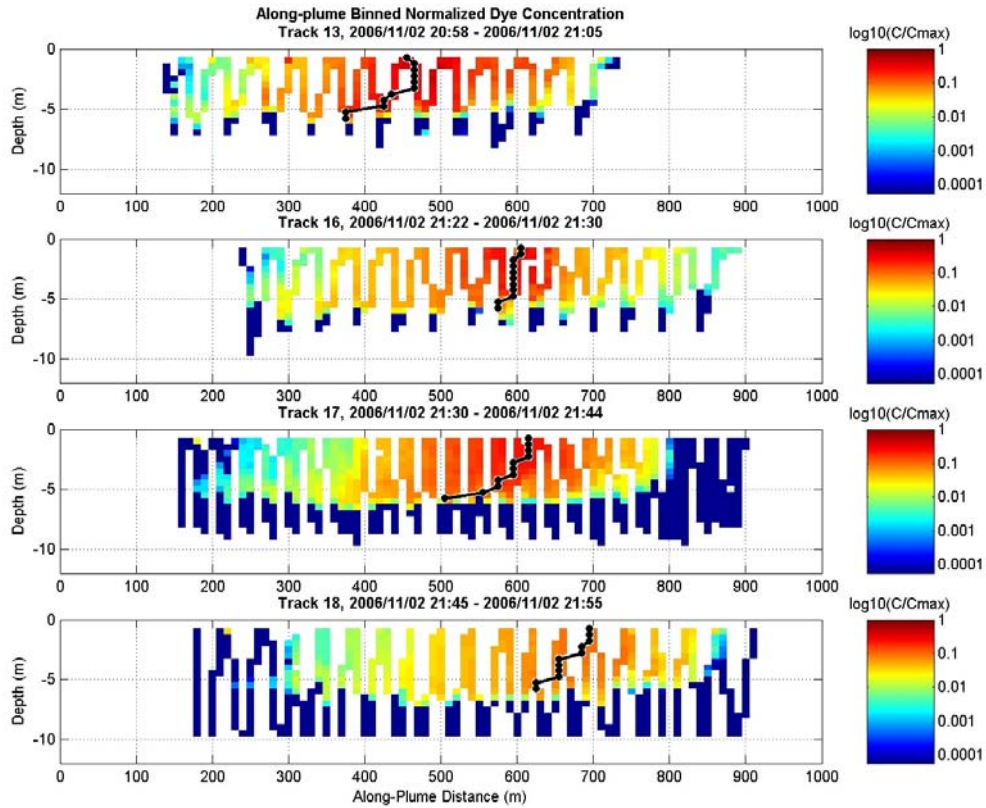 Along-plume Binned Normalized Dye Concentration
Track 13, 2006/11/02 20:58 - 2006/11/02 21:05
log10(C/Cmax)
0
-5
-10
Depth (m)
0 100 200 300 400 500 600 700 800 900 1000
1
0.1
0.01
0.001
0.0001
Track 16, 2006/11/02 21:22 - 2006/11/02 21:30
log10(C/Cmax)
0
-5
-10
Depth (m)
0 100 200 300 400 500 600 700 800 900 1000
1
0.1
0.01
0.001
0.0001
Track 17, 2006/11/02 21:30 - 2006/11/02 21:44
log10(C/Cmax)
0
-5
-10
Depth (m)
0 100 200 300 400 500 600 700 800 900 1000
1
0.1
0.01
0.001
0.0001
Track 18, 2006/11/02 21:45 - 2006/11/02 21:55
log10(C/Cmax)
0
-5
-10
Depth (m)
0 100 200 300 400 500 600 700 800 900 1000
1
0.1
0.01
0.001
0.0001
Along-Plume Distance (m)